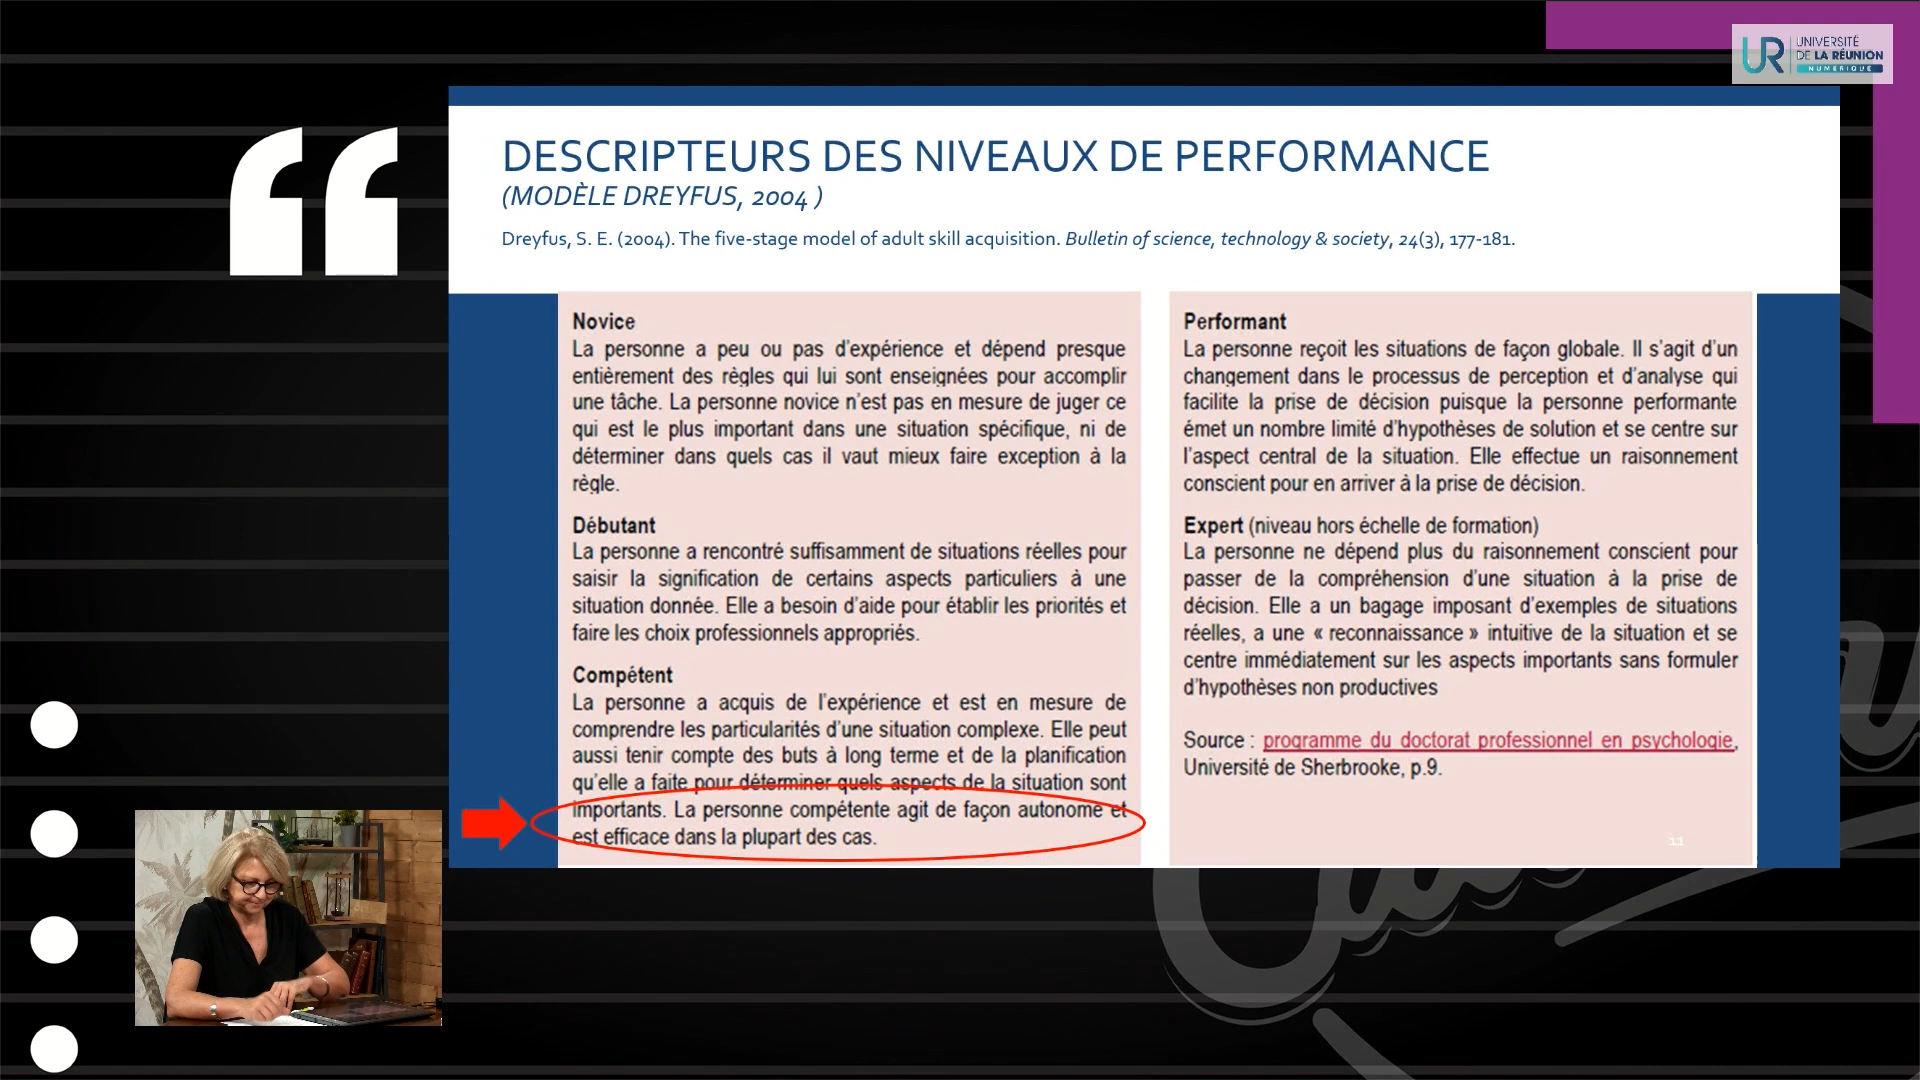 UR
UNIVERSITÉ
DE LA RÉUNION
NUMÉRIQUE
DESCRIPTEURS DES NIVEAUX DE PERFORMANCE
(MODÈLE DREYFUS, 2004 )
Dreyfus, S. E. (2004). The five-stage model of adult skill acquisition. Bulletin of science, technology & society, 24(3), 177-181.
Novice
La personne a peu ou pas d'expérience et dépend presque
entièrement des règles qui lui sont enseignées pour accomplir
une tâche. La personne novice n'est pas en mesure de juger ce
qui est le plus important dans une situation spécifique, ni de
déterminer dans quels cas il vaut mieux faire exception à la
règle.
Débutant
La personne a rencontré suffisamment de situations réelles pour
saisir la signification de certains aspects particuliers à une
situation donnée. Elle a besoin d'aide pour établir les priorités et
faire les choix professionnels appropriés.
Compétent
La personne a acquis de l'expérience et est en mesure de
comprendre les particularités d'une situation complexe. Elle peut
aussi tenir compte des buts à long terme et de la planification
qu'elle a faite pour déterminer quels aspects de la situation sont
importants. La personne compétente agit de façon autonome et
est efficace dans la plupart des cas.
Performant
La personne reçoit les situations de façon globale. Il s'agit d'un
changement dans le processus de perception et d'analyse qui
facilite la prise de décision puisque la personne performante
émet un nombre limité d'hypothèses de solution et se centre sur
l'aspect central de la situation. Elle effectue un raisonnement
conscient pour en arriver à la prise de décision.
Expert (niveau hors échelle de formation)
La personne ne dépend plus du raisonnement conscient pour
passer de la compréhension d'une situation à la prise de
décision. Elle a un bagage imposant d'exemples de situations
réelles, a une « reconnaissance » intuitive de la situation et se
centre immédiatement sur les aspects importants sans formuler
d'hypothèses non productives
Source : programme du doctorat professionnel en psychologie,
Université de Sherbrooke, p.9.
11